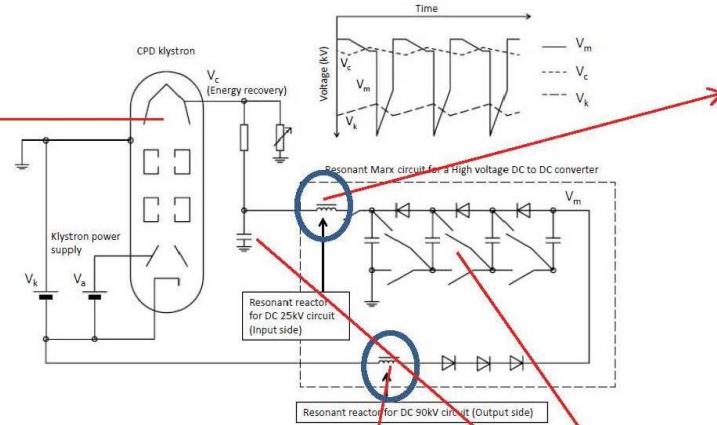 Time
Voltage (kV)
Vc
Vm
Vk
Vm
Vc
Vk
CPD klystron
Vc
(Energy recovery)
Resonant Marx circuit for a High voltage DC to DC converter
Vm
Klystron power
supply
Vk
Va
Resonant reactor
for DC 25kV circuit
(Input side)
Resonant reactor for DC 90kV circuit (Output side)